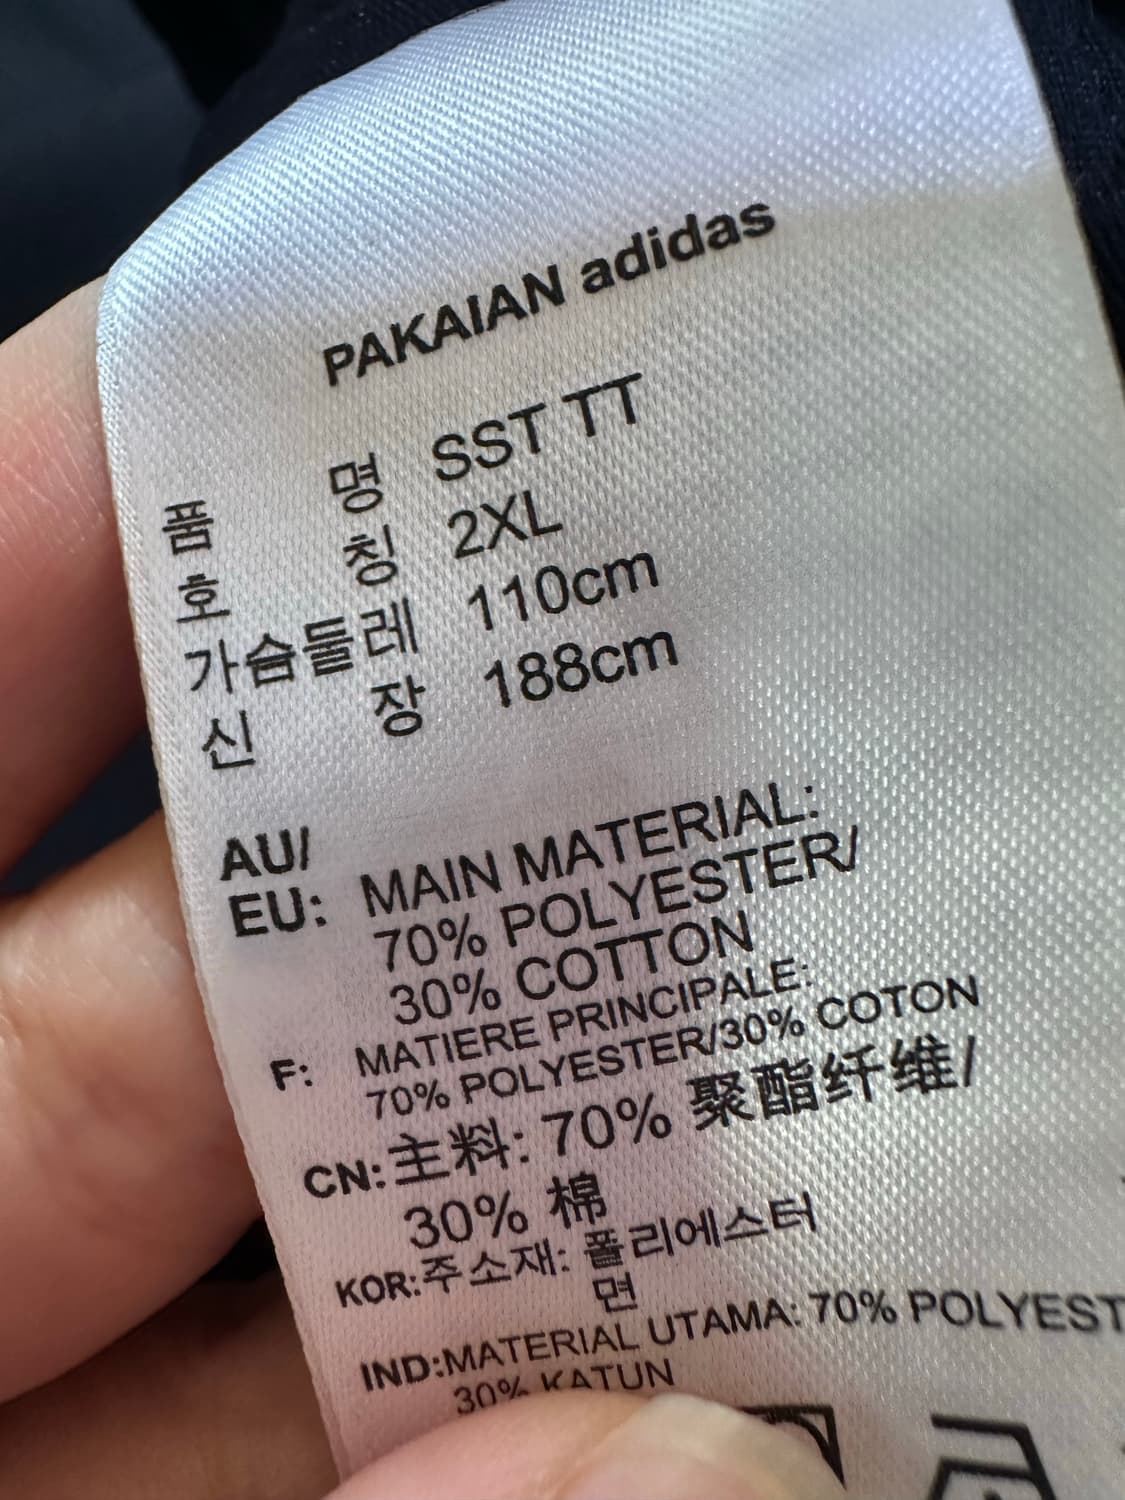 PAKAIAN adidas
품 명 SST TT
호 칭 2XL
가슴둘레 110cm
신 장 188cm
AU/
EU: MAIN MATERIAL:
70% POLYESTER/
30% COTTON
F: MATIERE PRINCIPALE:
70% POLYESTER/30% COTON
CN: 主料: 70% 聚酯纤维/
30% 棉
KOR: 주소재: 폴리에스터
면
IND:MATERIAL UTAMA: 70% POLYEST
30% KATUN